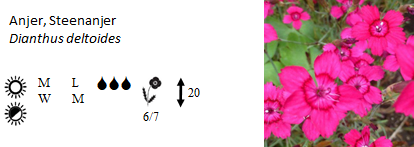 Anjer, Steenanjer
Dianthus deltoides
M L
W M
20
6/7